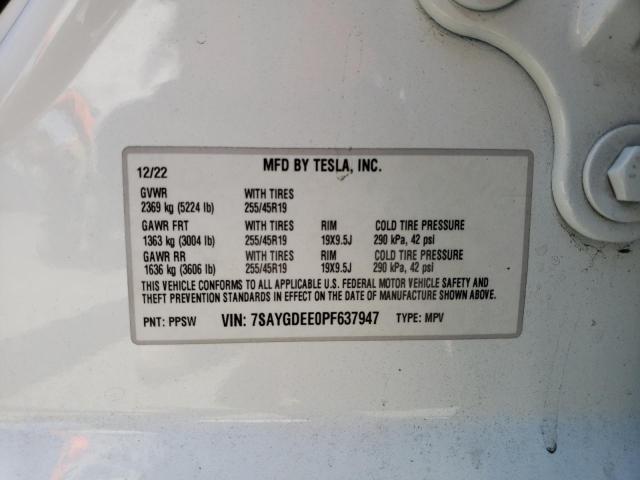 12/22 MFD BY TESLA, INC.
GVWR WITH TIRES
2369 kg (5224 lb) 255/45R19
GAWR FRT WITH TIRES RIM COLD TIRE PRESSURE
1363 kg (3004 lb) 255/45R19 19X9.5J 290 kPa, 42 psi
GAWR RR WITH TIRES RIM COLD TIRE PRESSURE
1636 kg (3606 lb) 255/45R19 19X9.5J 290 kPa, 42 psi
THIS VEHICLE CONFORMS TO ALL APPLICABLE U.S. FEDERAL MOTOR VEHICLE SAFETY AND
THEFT PREVENTION STANDARDS IN EFFECT ON THE DATE OF MANUFACTURE SHOWN ABOVE.
PNT: PPSW VIN: 7SAYGDEE0PF637947 TYPE: MPV